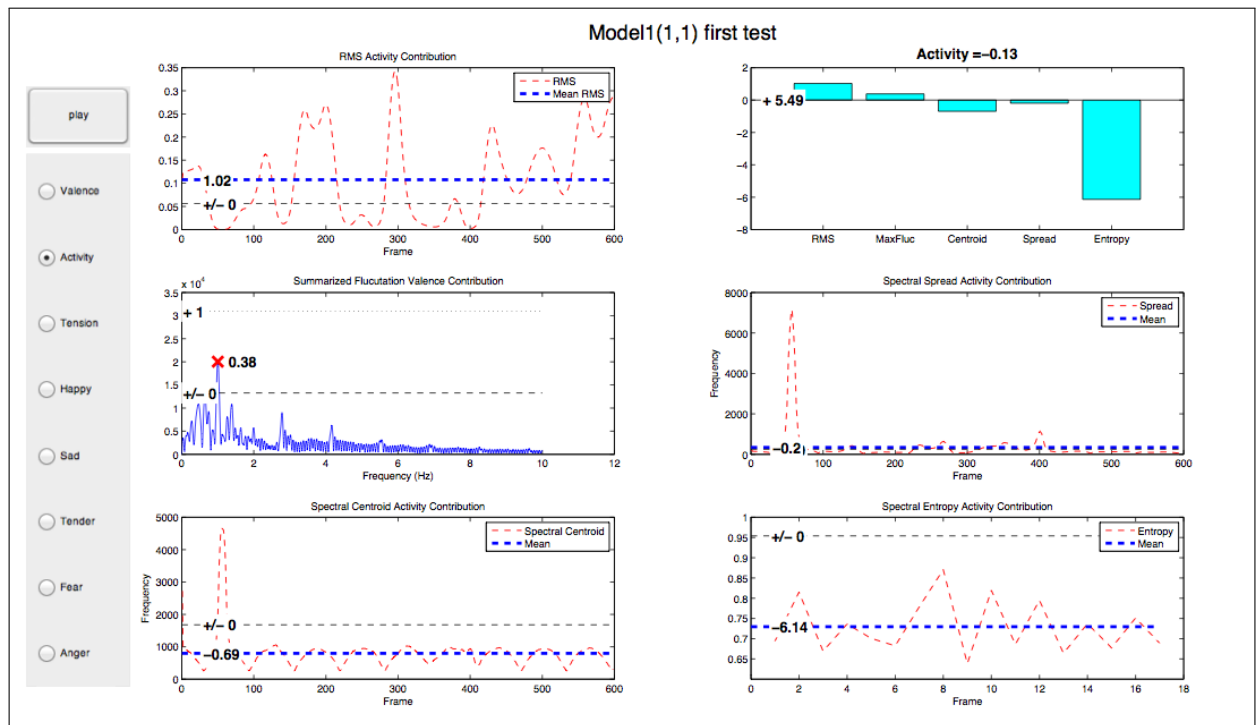 Model1(1,1) first test
play
Valence
Activity
Tension
Happy
Sad
Tender
Fear
Anger
RMS Activity Contribution
0.35
0.3
0.25
0.2
0.15
0.1
0.05
0
RMS
Mean RMS
1.02
+/− 0
0 100 200 300 400 500 600
Frame
Activity =−0.13
2
0
−2
−4
−6
−8
+ 5.49
RMS MaxFluc Centroid Spread Entropy
Summarized Flucutation Valence Contribution
x 10^4
3.5
3
2.5
2
1.5
1
0.5
0
+ 1
0.38
+/− 0
0 2 4 6 8 10 12
Frequency (Hz)
Spectral Spread Activity Contribution
8000
6000
4000
2000
0
Frequency
Spread
Mean
−0.2
0 100 200 300 400 500 600
Frame
Spectral Centroid Activity Contribution
5000
4000
3000
2000
1000
0
Frequency
Spectral Centroid
Mean
+/− 0
−0.69
0 100 200 300 400 500 600
Frame
Spectral Entropy Activity Contribution
1
0.95
0.9
0.85
0.8
0.75
0.7
0.65
Frequency
Entropy
Mean
+/− 0
−6.14
0 2 4 6 8 10 12 14 16 18
Frame